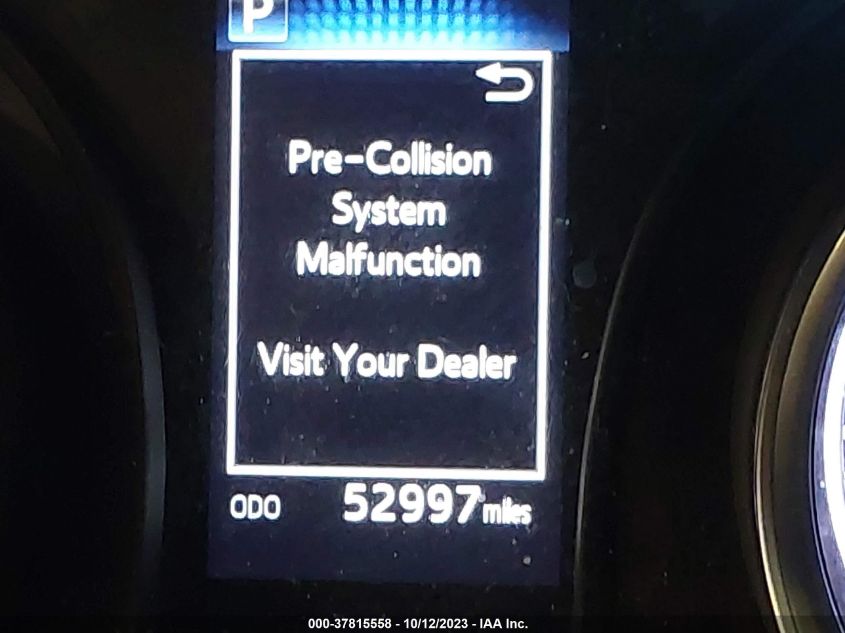 P
Pre-Collision
System
Malfunction
Visit Your Dealer
ODO 52997 miles
000-37815558 - 10/12/2023 - IAA Inc.